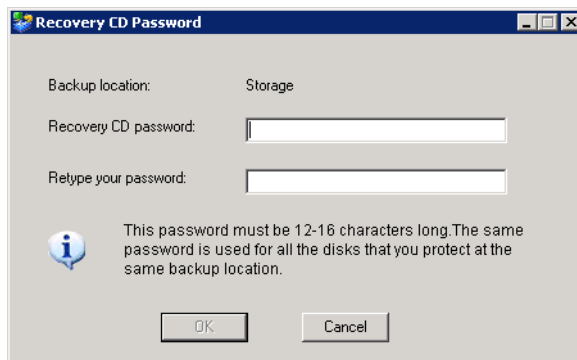 Recovery CD Password
Backup location: Storage
Recovery CD password:
Retype your password:
This password must be 12-16 characters long.The same
password is used for all the disks that you protect at the
same backup location.
OK Cancel